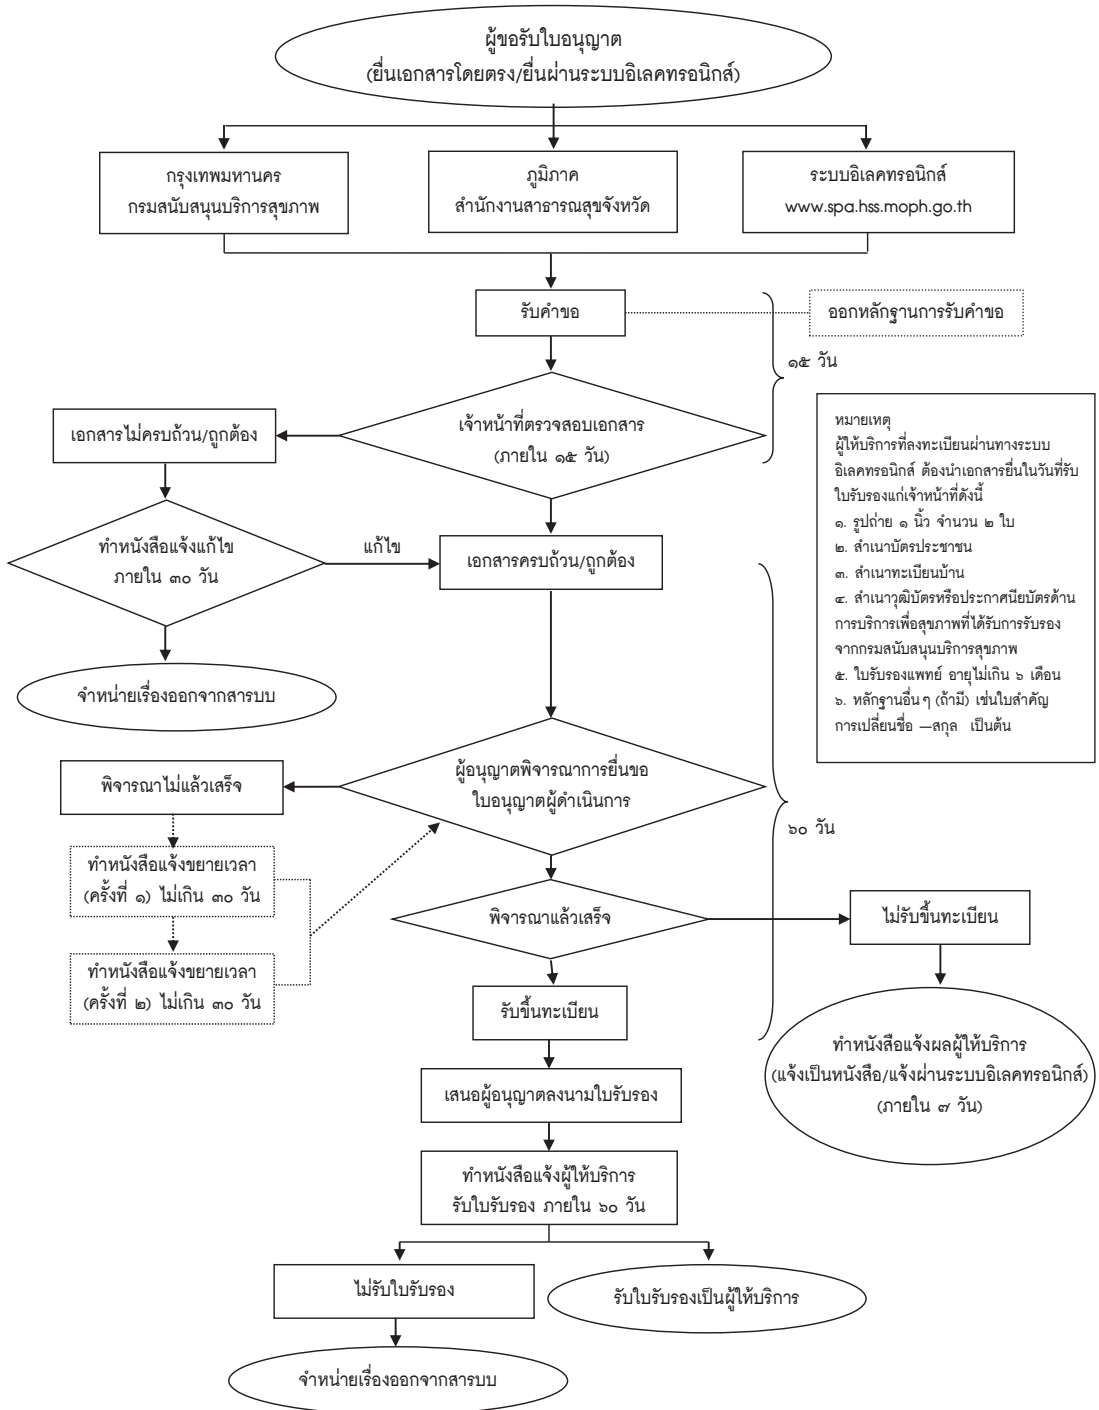 ผู้ขอรับใบอนุญาต
(ยื่นเอกสารโดยตรง/ยื่นผ่านระบบอิเลคทรอนิกส์)
กรุงเทพมหานคร
กรมสนับสนุนบริการสุขภาพ
ภูมิภาค
สำนักงานสาธารณสุขจังหวัด
ระบบอิเลคทรอนิกส์
www.spa.hss.moph.go.th
รับคำขอ
ออกหลักฐานการรับคำขอ
๑๕ วัน
เจ้าหน้าที่ตรวจสอบเอกสาร
(ภายใน ๑๕ วัน)
เอกสารไม่ครบถ้วน/ถูกต้อง
ทำหนังสือแจ้งแก้ไข
ภายใน ๓๐ วัน
แก้ไข
เอกสารครบถ้วน/ถูกต้อง
จำหน่ายเรื่องออกจากสารบบ
หมายเหตุ
ผู้ให้บริการที่ลงทะเบียนผ่านทางระบบ
อิเลคทรอนิกส์ ต้องนำเอกสารยื่นในวันที่รับ
ใบรับรองแก่เจ้าหน้าที่ดังนี้
๑. รูปถ่าย ๑ นิ้ว จำนวน ๒ ใบ
๒. สำเนาบัตรประชาชน
๓. สำเนาทะเบียนบ้าน
๔. สำเนาวุฒิบัตรหรือประกาศนียบัตรด้าน
การบริการเพื่อสุขภาพที่ได้รับการรับรอง
จากกรมสนับสนุนบริการสุขภาพ
๕. ใบรับรองแพทย์ อายุไม่เกิน ๖ เดือน
๖. หลักฐานอื่น ๆ (ถ้ามี) เช่นใบสำคัญ
การเปลี่ยนชื่อ –สกุล เป็นต้น
ผู้อนุญาตพิจารณาการยื่นขอ
ใบอนุญาตผู้ดำเนินการ
พิจารณาไม่แล้วเสร็จ
ทำหนังสือแจ้งขยายเวลา
(ครั้งที่ ๑) ไม่เกิน ๓๐ วัน
ทำหนังสือแจ้งขยายเวลา
(ครั้งที่ ๒) ไม่เกิน ๓๐ วัน
๖๐ วัน
พิจารณาแล้วเสร็จ
ไม่รับขึ้นทะเบียน
รับขึ้นทะเบียน
ทำหนังสือแจ้งผลผู้ให้บริการ
(แจ้งเป็นหนังสือ/แจ้งผ่านระบบอิเลคทรอนิกส์)
(ภายใน ๗ วัน)
เสนอผู้อนุญาตลงนามใบรับรอง
ทำหนังสือแจ้งผู้ให้บริการ
รับใบรับรอง ภายใน ๖๐ วัน
ไม่รับใบรับรอง
รับใบรับรองเป็นผู้ให้บริการ
จำหน่ายเรื่องออกจากสารบบ